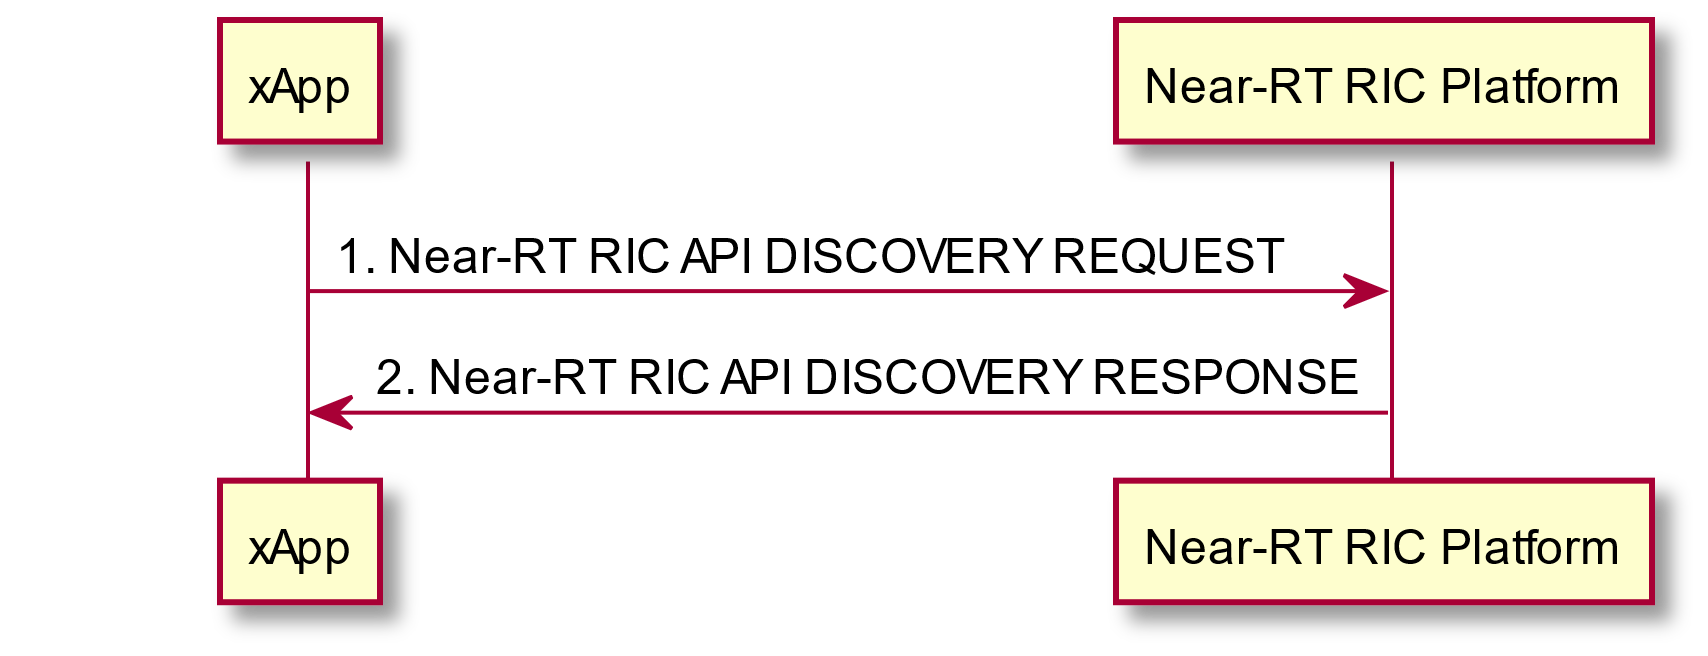 xApp
Near-RT RIC Platform
1. Near-RT RIC API DISCOVERY REQUEST
2. Near-RT RIC API DISCOVERY RESPONSE
xApp
Near-RT RIC Platform